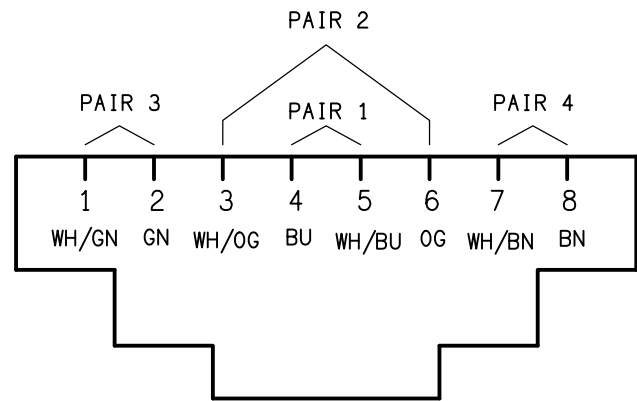 PAIR 2
PAIR 3 PAIR 1 PAIR 4
1 2 3 4 5 6 7 8
WH/GN GN WH/OG BU WH/BU OG WH/BN BN